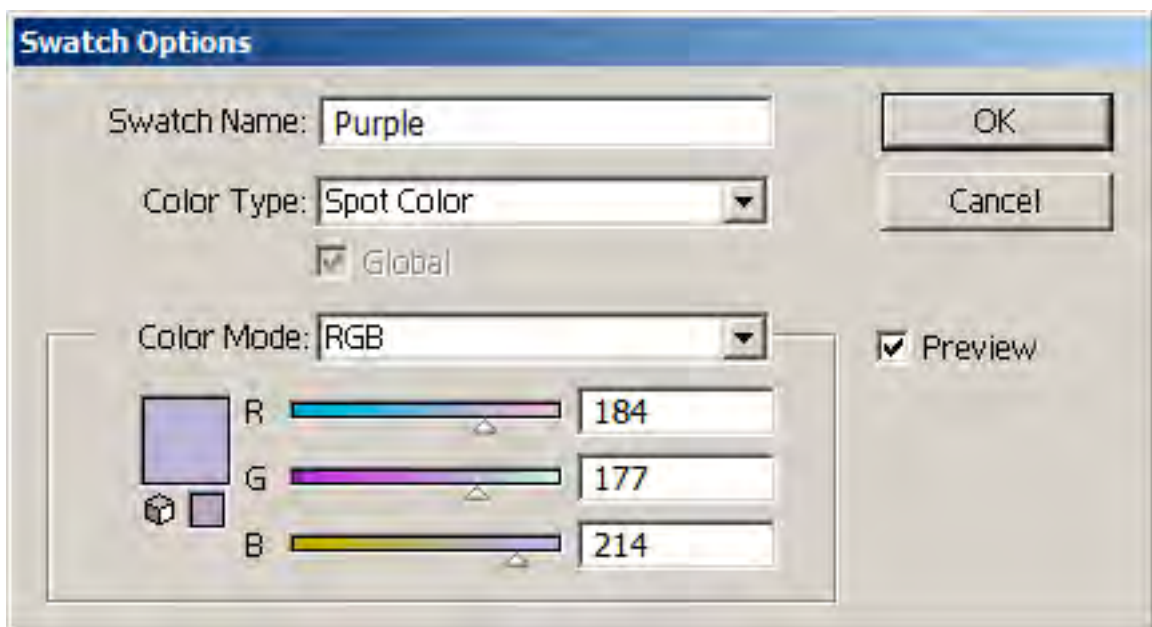 Swatch Options
Swatch Name: Purple
OK
Color Type: Spot Color
Cancel
Global
Color Mode: RGB
Preview
R 184
G 177
B 214